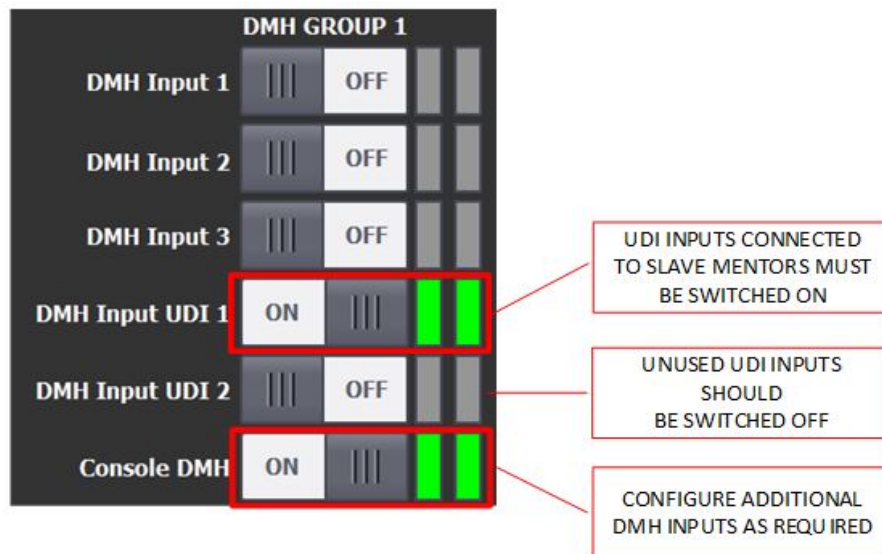 DMH GROUP 1
DMH Input 1 OFF
DMH Input 2 OFF
DMH Input 3 OFF
DMH Input UDI 1 ON
DMH Input UDI 2 OFF
Console DMH ON
UDI INPUTS CONNECTED
TO SLAVE MENTORS MUST
BE SWITCHED ON
UNUSED UDI INPUTS
SHOULD
BE SWITCHED OFF
CONFIGURE ADDITIONAL
DMH INPUTS AS REQUIRED